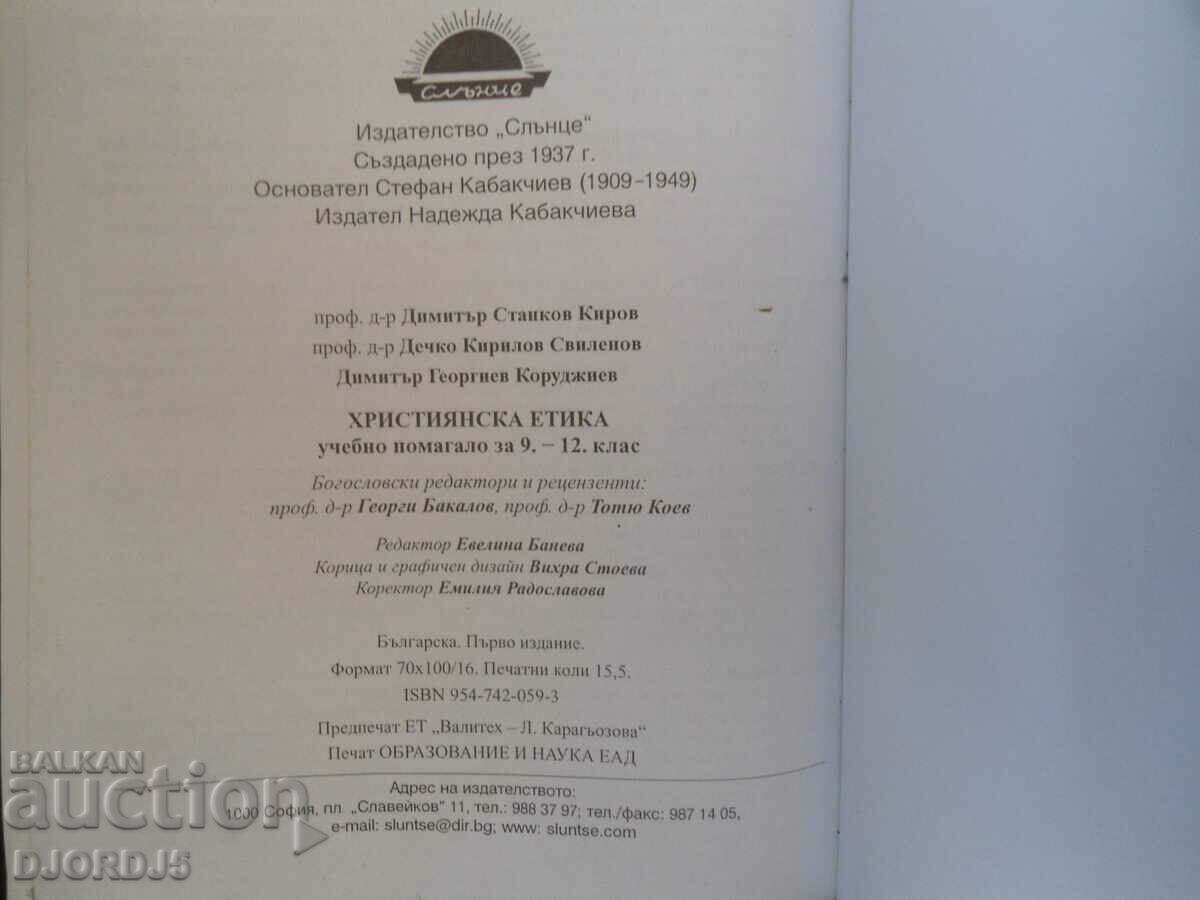 Слънце
Издателство „Слънце“
Създадено през 1937 г.
Основател Стефан Кабакчиев (1909-1949)
Издател Надежда Кабакчиева
проф. д-р Димитър Станков Киров
проф. д-р Дечко Кирилов Свиленов
Димитър Георгиев Коруджиев
ХРИСТИЯНСКА ЕТИКА
учебно помагало за 9. – 12. клас
Богословски редактори и рецензенти:
проф. д-р Георги Бакалов, проф. д-р Тотю Коев
Редактор Евелина Банева
Корица и графичен дизайн Вихра Стоева
Коректор Емилия Радославова
Българска. Първо издание.
Формат 70х100/16. Печатни коли 15,5.
ISBN 954-742-059-3
Предпечат ЕТ „Валитех – Л. Карагьозова“
Печат ОБРАЗОВАНИЕ И НАУКА ЕАД
Адрес на издателството:
1000 София, пл. „Славейков“ 11, тел.: 988 37 97; тел./факс: 987 14 05,
e-mail: sluntse@dir.bg; www: sluntse.com
BALKAN
auction
DJORDJ5